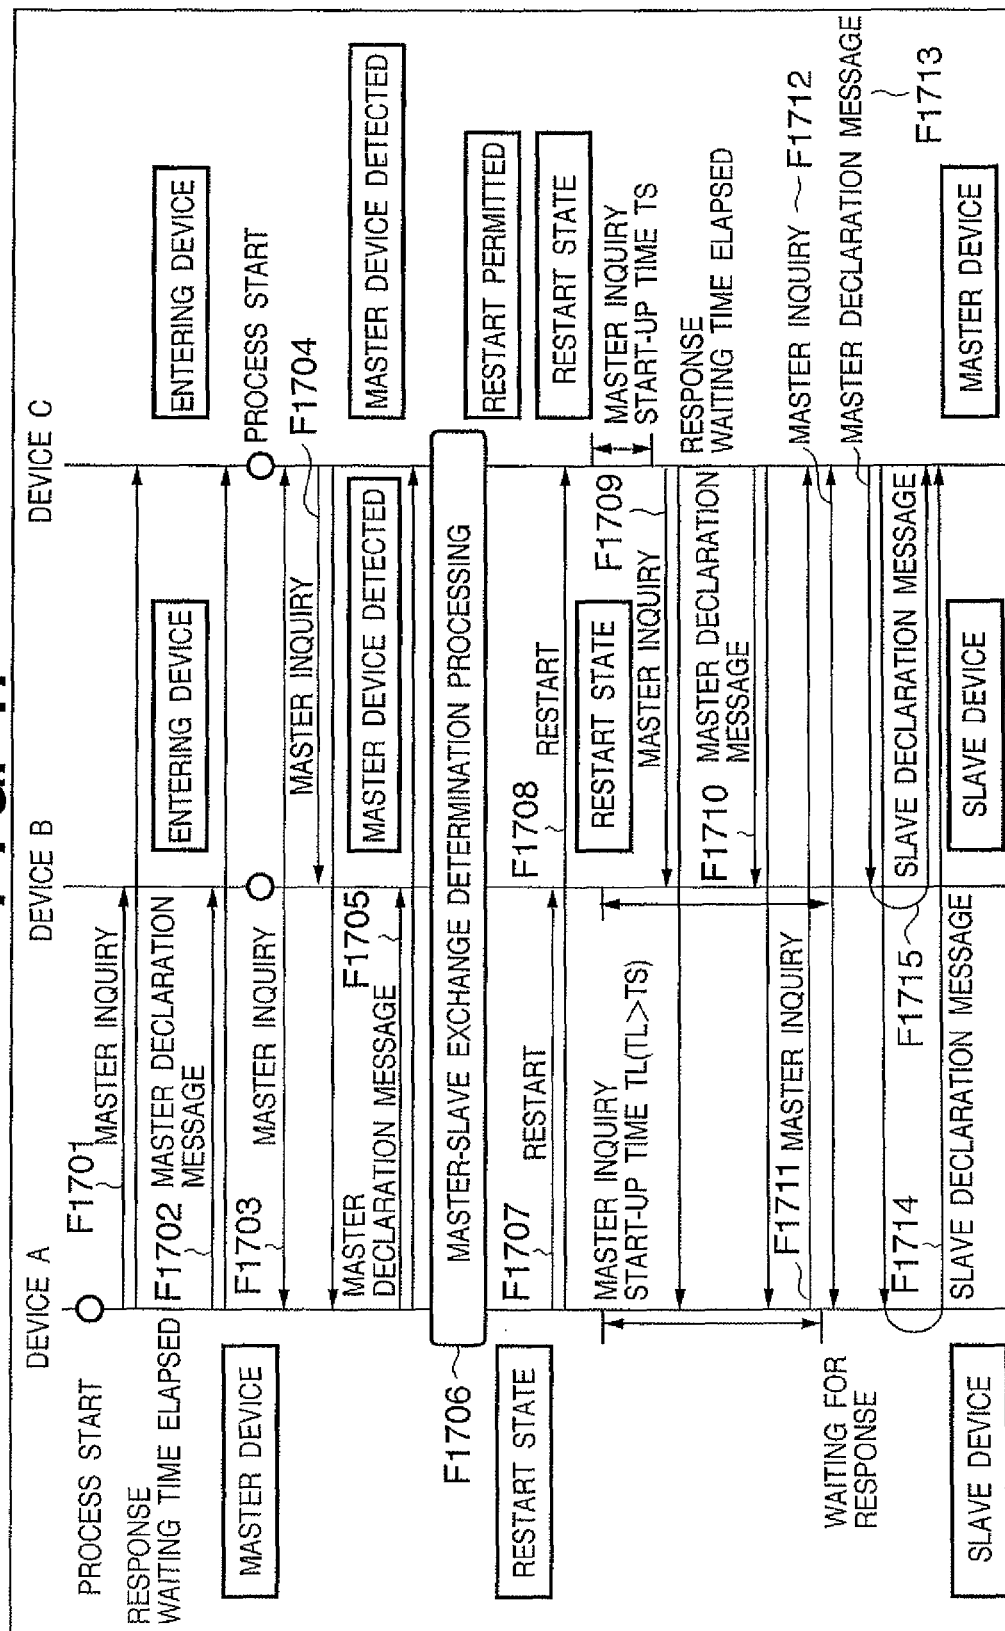 DEVICE A
DEVICE B
DEVICE C
PROCESS START
F1701
MASTER INQUIRY
RESPONSE
WAITING TIME ELAPSED
F1702
MASTER DECLARATION
MESSAGE
ENTERING DEVICE
ENTERING DEVICE
MASTER DEVICE
F1703
MASTER INQUIRY
PROCESS START
MASTER INQUIRY
F1704
MASTER
DECLARATION MESSAGE
F1705
MASTER DEVICE DETECTED
MASTER DEVICE DETECTED
F1706
MASTER-SLAVE EXCHANGE DETERMINATION PROCESSING
RESTART PERMITTED
RESTART STATE
F1707
RESTART
F1708
RESTART
RESTART STATE
MASTER INQUIRY
START-UP TIME TL(TL>TS)
RESTART STATE
F1709
MASTER INQUIRY
START-UP TIME TS
MASTER INQUIRY
RESPONSE
WAITING TIME ELAPSED
F1710
MASTER DECLARATION
MESSAGE
F1711
MASTER INQUIRY
MASTER INQUIRY
F1712
WAITING FOR
RESPONSE
MASTER DECLARATION MESSAGE
F1713
F1714
F1715
SLAVE DECLARATION MESSAGE
SLAVE DECLARATION MESSAGE
SLAVE DEVICE
SLAVE DEVICE
MASTER DEVICE